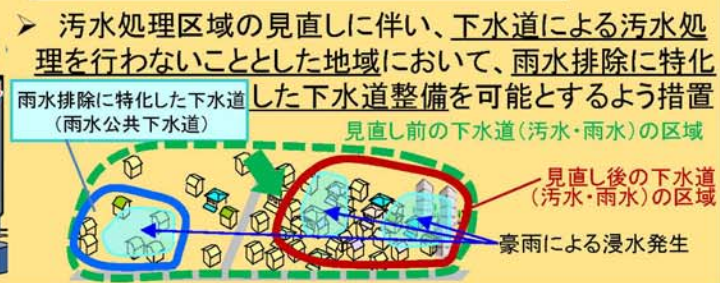 ➤ 汚水処理区域の見直しに伴い、下水道による汚水処
理を行わないこととした地域において、雨水排除に特化
した下水道整備を可能とするよう措置
雨水排除に特化した下水道
（雨水公共下水道）
見直し前の下水道（汚水・雨水）の区域
見直し後の下水道
（汚水・雨水）の区域
豪雨による浸水発生